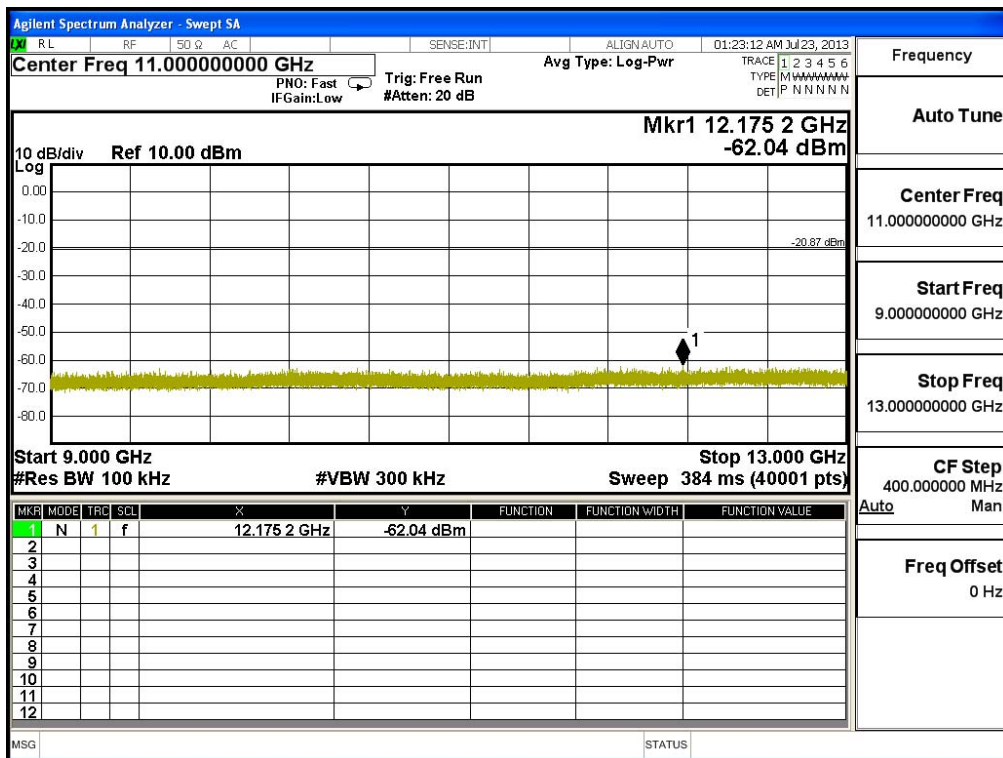 Agilent Spectrum Analyzer - Swept SA
LXI RL RF 50 Ω AC SENSE:INT ALIGNAUTO 01:23:12 AM Jul 23, 2013
Center Freq 11.000000000 GHz
PNO: Fast
IFGain:Low
Trig: Free Run
#Atten: 20 dB
Avg Type: Log-Pwr
TRACE 1 2 3 4 5 6
TYPE M WWWWW
DET P N N N N N
Mkr1 12.175 2 GHz
-62.04 dBm
10 dB/div Ref 10.00 dBm
Log
0.00
-10.0
-20.0
-20.87 dBm
-30.0
-40.0
-50.0
1
-60.0
-70.0
-80.0
Start 9.000 GHz Stop 13.000 GHz
#Res BW 100 kHz #VBW 300 kHz Sweep 384 ms (40001 pts)
MKR MODE TRC SCL X Y FUNCTION FUNCTION WIDTH FUNCTION VALUE
1 N 1 f 12.175 2 GHz -62.04 dBm
2
3
4
5
6
7
8
9
10
11
12
MSG STATUS
Frequency
Auto Tune
Center Freq
11.000000000 GHz
Start Freq
9.000000000 GHz
Stop Freq
13.000000000 GHz
CF Step
400.000000 MHz
Auto Man
Freq Offset
0 Hz